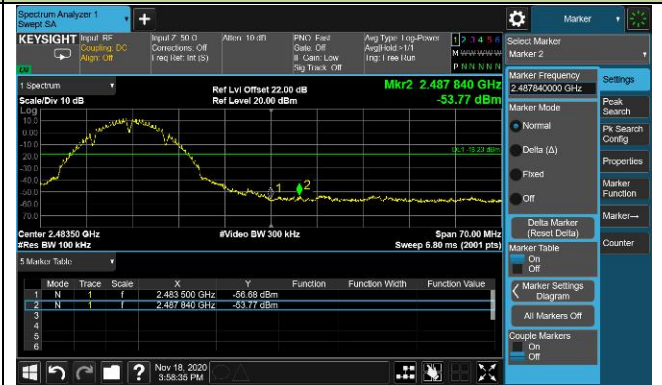 Spectrum Analyzer 1
Swept SA
Marker
KEYSIGHT
Input: RF
Coupling: DC
Align: Off
Input Z: 50 Ω
Corrections: Off
Freq Ref: Int (S)
Atten: 10 dB
PNO: Fast
Gate: Off
IF Gain: Low
Sig Track: Off
Avg Type: Log-Power
Avg|Hold:>1/1
Trig: Free Run
1 2 3 4 5 6
M W W W W W
P N N N N N
Select Marker
Marker 2
1 Spectrum
Scale/Div 10 dB
Log
Ref Lvl Offset 22.00 dB
Ref Level 20.00 dBm
Mkr2 2.487 840 GHz
-53.77 dBm
10.0
0.00
-10.0
-20.0
-30.0
-40.0
-50.0
-60.0
-70.0
1
2
Center 2.48350 GHz
#Res BW 100 kHz
#Video BW 300 kHz
Span 70.00 MHz
Sweep 6.80 ms (2001 pts)
5 Marker Table
Mode Trace Scale X Y Function Function Width Function Value
1 N 1 f 2.483 500 GHz -56.68 dBm
2 N 1 f 2.487 840 GHz -53.77 dBm
3
4
5
6
Nov 18, 2020
3:58:35 PM
Marker Frequency
2.487840000 GHz
Marker Mode
Normal
Delta (Δ)
Fixed
Off
Delta Marker
(Reset Delta)
Marker Table
On
Off
Marker Settings
Diagram
All Markers Off
Couple Markers
On
Off
Settings
Peak
Search
Pk Search
Config
Properties
Marker
Function
Marker→
Counter